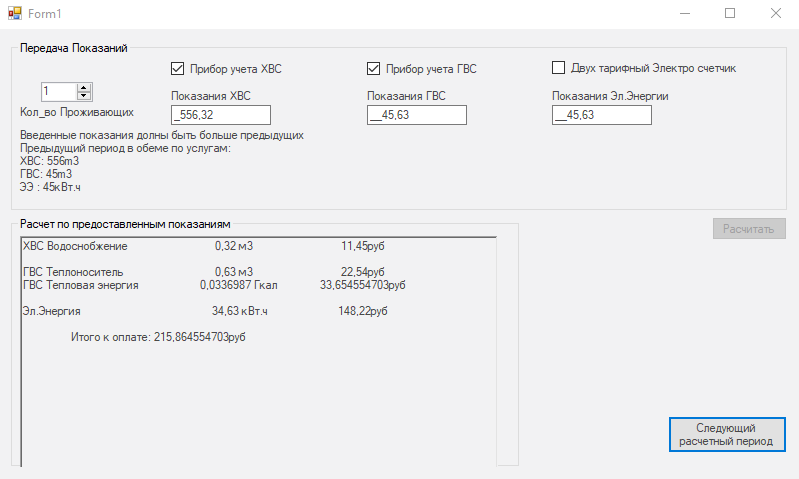 Form1
Передача Показаний
Прибор учета ХВС
Прибор учета ГВС
Двух тарифный Электро счетчик
1
Кол_во Проживающих
Показания ХВС
Показания ГВС
Показания Эл.Энергии
_556,32
__45,63
__45,63
Введенные показания долны быть больше предыдущих
Предыдущий период в обеме по услугам:
ХВС: 556m3
ГВС: 45m3
ЭЭ : 45кВт.ч
Расчет по предоставленным показаниям
Расчитать
ХВС Водоснобжение 0,32 м3 11,45руб
ГВС Теплоноситель 0,63 м3 22,54руб
ГВС Тепловая энергия 0,0336987 Гкал 33,654554703руб
Эл.Энергия 34,63 кВт.ч 148,22руб
Итого к оплате: 215,864554703руб
Следующий
расчетный период